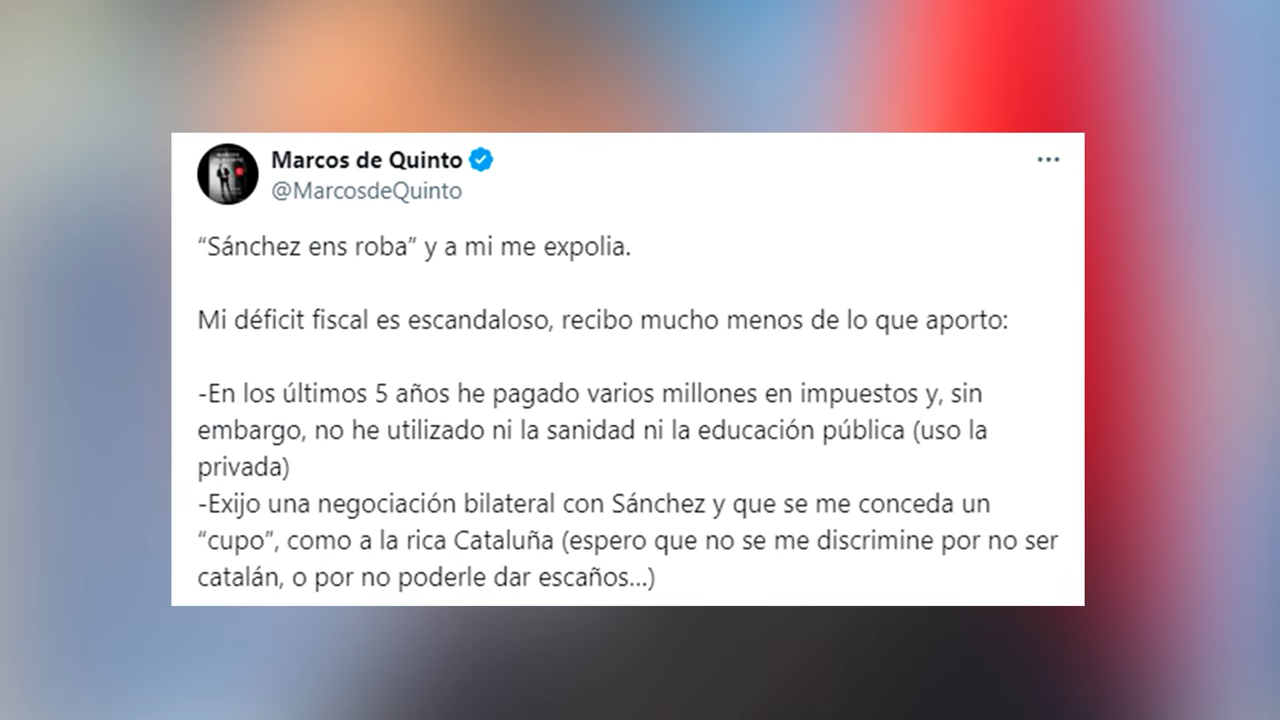 Marcos de Quinto
@MarcosdeQuinto
“Sánchez ens roba” y a mi me expolia.
Mi déficit fiscal es escandaloso, recibo mucho menos de lo que aporto:
-En los últimos 5 años he pagado varios millones en impuestos y, sin
embargo, no he utilizado ni la sanidad ni la educación pública (uso la
privada)
-Exijo una negociación bilateral con Sánchez y que se me conceda un
“cupo”, como a la rica Cataluña (espero que no se me discrimine por no ser
catalán, o por no poderle dar escaños...)